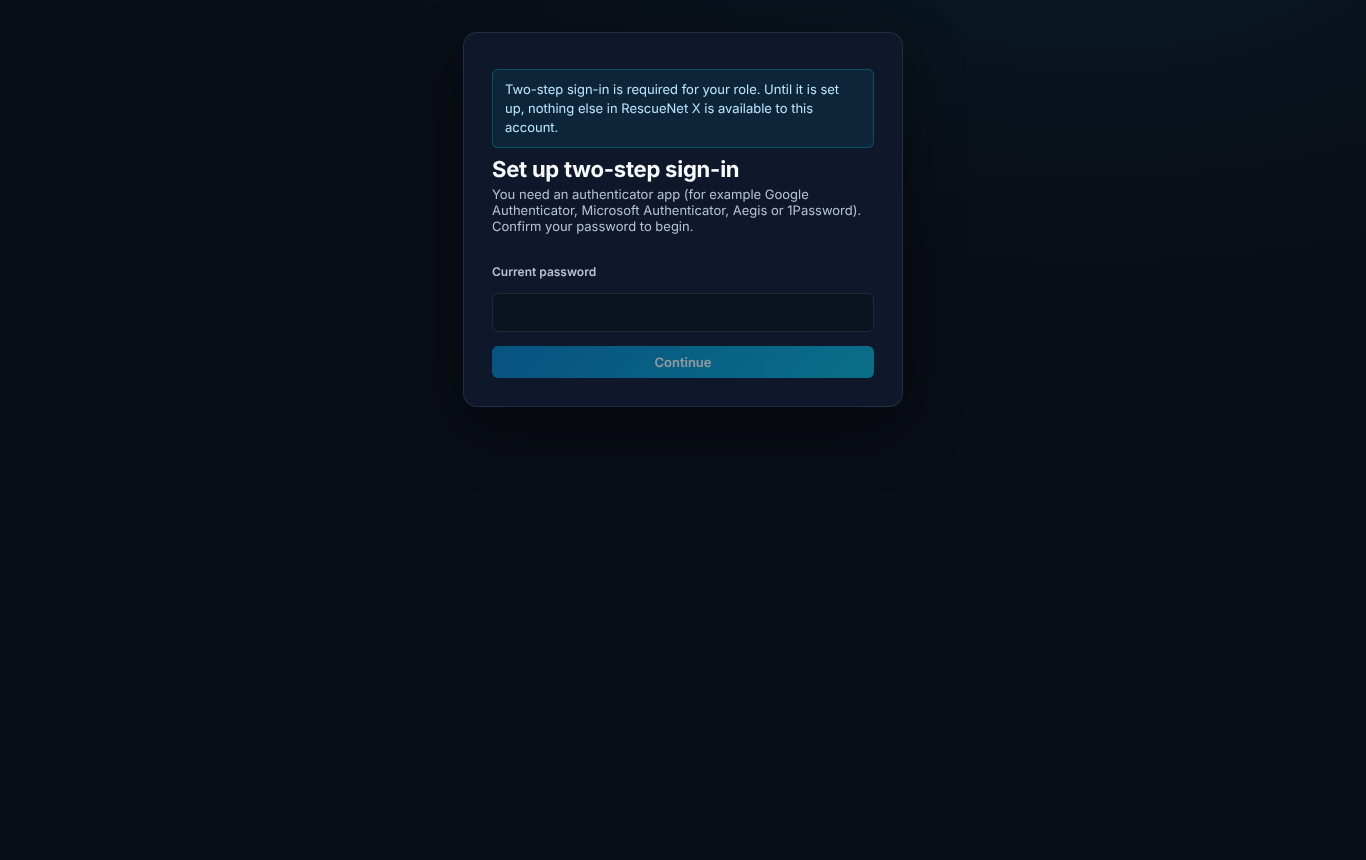 Two-step sign-in is required for your role. Until it is set
up, nothing else in RescueNet X is available to this
account.
Set up two-step sign-in
You need an authenticator app (for example Google
Authenticator, Microsoft Authenticator, Aegis or 1Password).
Confirm your password to begin.
Current password
Continue